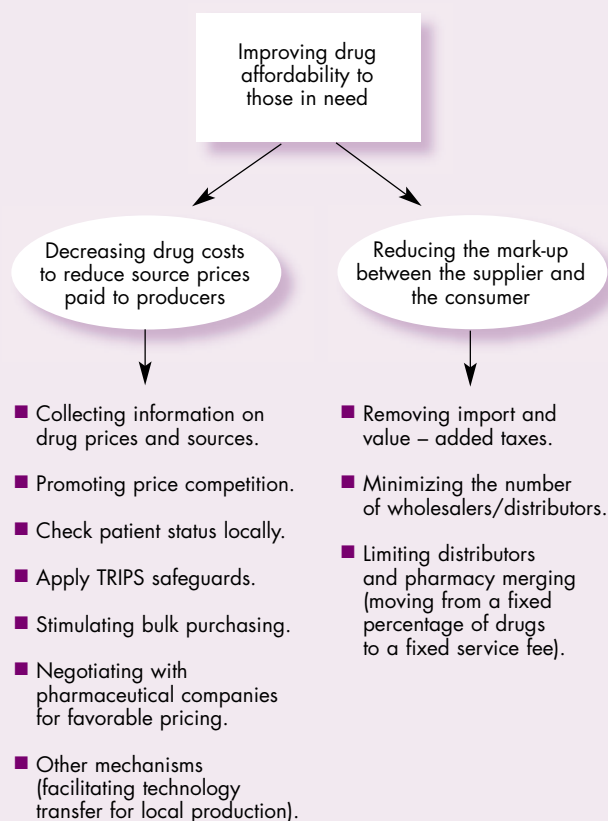 Improving drug
affordability to
those in need
Decreasing drug costs
to reduce source prices
paid to producers
Reducing the mark-up
between the supplier and
the consumer
■ Collecting information on
drug prices and sources.
■ Promoting price competition.
■ Check patient status locally.
■ Apply TRIPS safeguards.
■ Stimulating bulk purchasing.
■ Negotiating with
pharmaceutical companies
for favorable pricing.
■ Other mechanisms
(facilitating technology
transfer for local production).
■ Removing import and
value – added taxes.
■ Minimizing the number
of wholesalers/distributors.
■ Limiting distributors
and pharmacy merging
(moving from a fixed
percentage of drugs
to a fixed service fee).